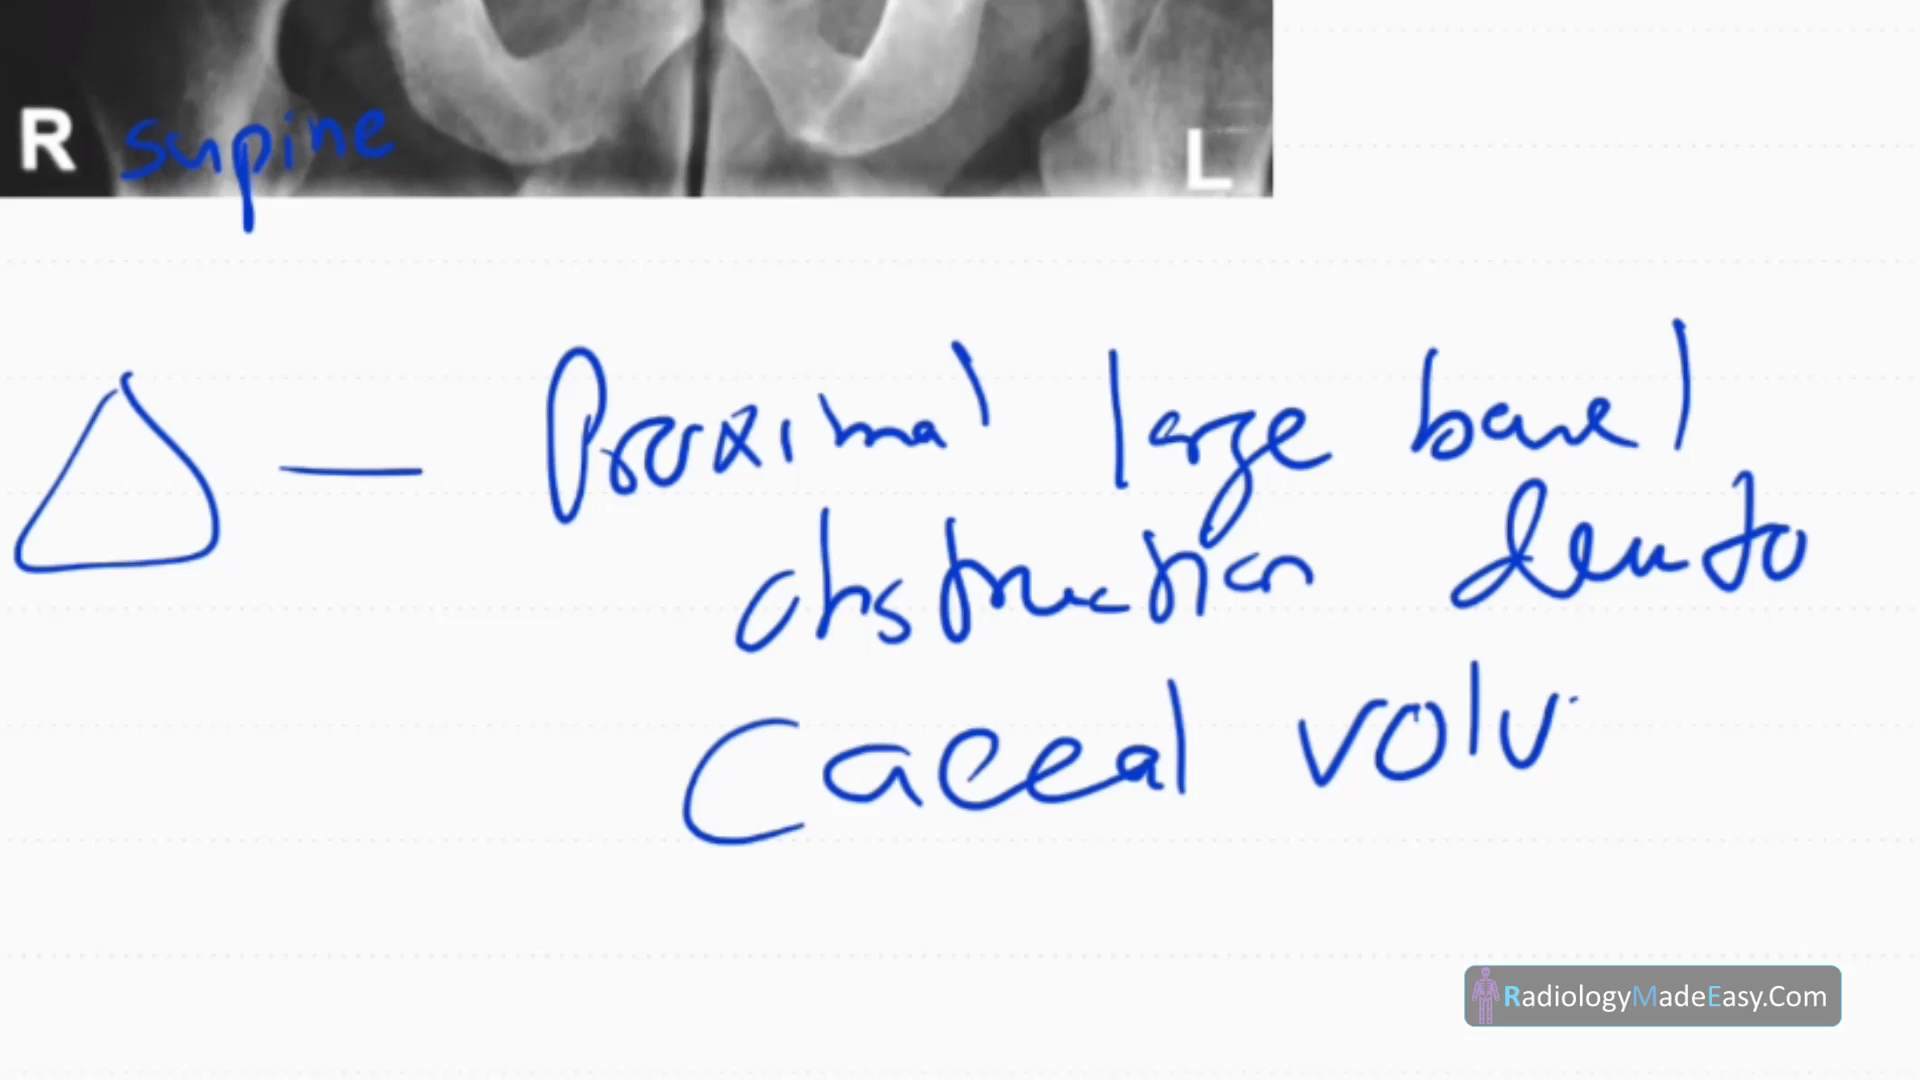 R supine L
Δ — Proximal large bowel
obstruction due to
Caecal volv
RadiologyMadeEasy.Com